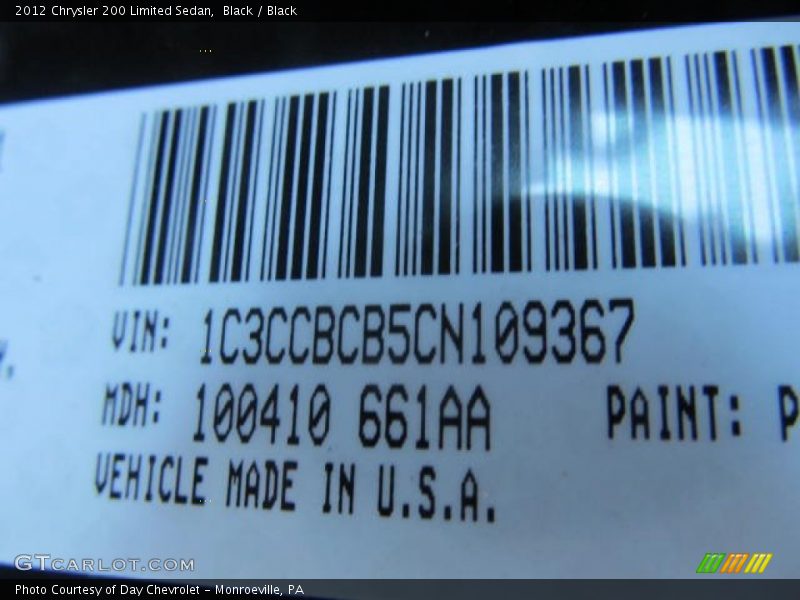 2012 Chrysler 200 Limited Sedan,  Black / Black
VIN: 1C3CCBCB5CN109367
MDH: 100410 661AA PAINT: P
VEHICLE MADE IN U.S.A.
GTCARLOT.COM
Photo Courtesy of Day Chevrolet – Monroeville, PA